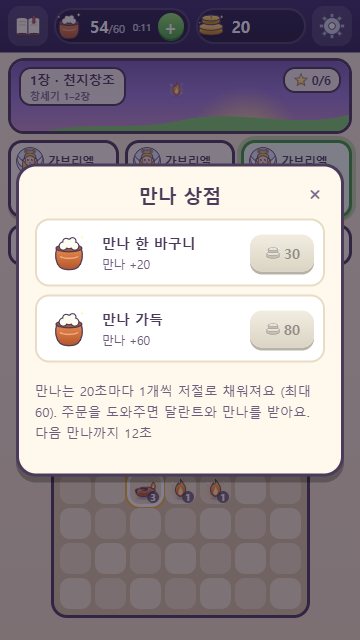 54/60 0:11 + 20
1장 · 천지창조
창세기 1–2장
0/6
가브리엘 가브리엘 가브리엘
만나 상점 ×
만나 한 바구니
만나 +20
30
만나 가득
만나 +60
80
만나는 20초마다 1개씩 저절로 채워져요 (최대
60). 주문을 도와주면 달란트와 만나를 받아요.
다음 만나까지 12초
3 1 1